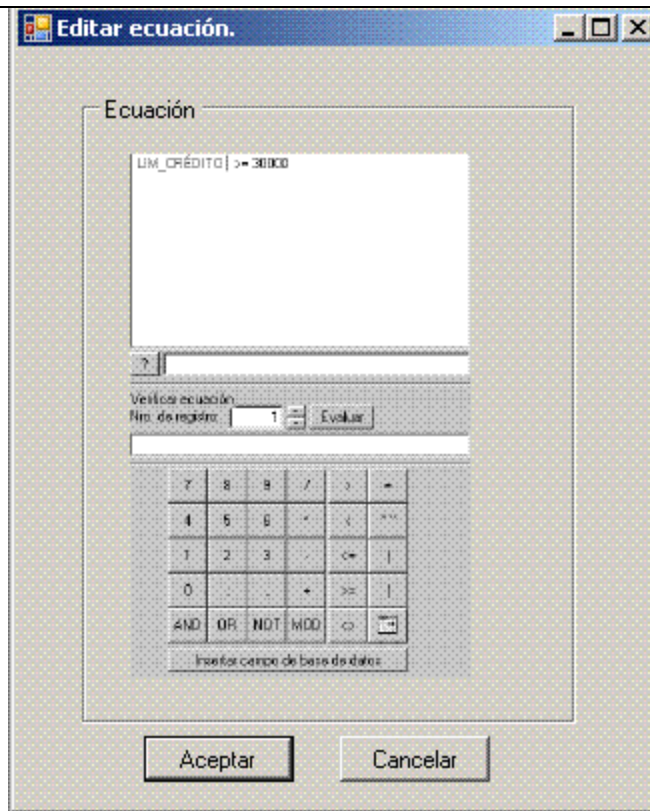 Editar ecuación.
Ecuación
LIM_CRÉDITO >= 30000
?
Verificar ecuación
Nro. de registro: 1 Evaluar
7 8 9 / > =
4 5 6 * <
1 2 3 - <=
0 + >=
AND OR NOT MOD <>
Insertar campo de base de datos
Aceptar Cancelar